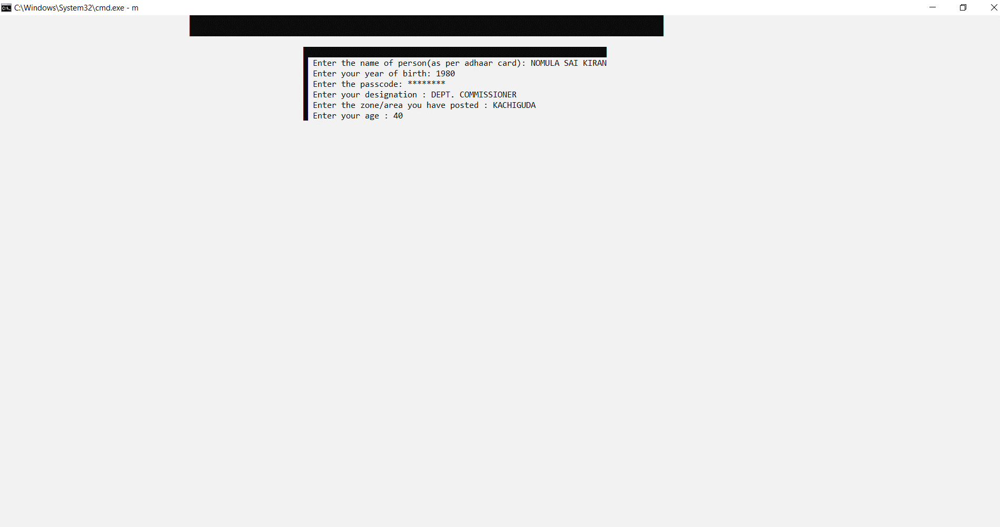 C:\Windows\System32\cmd.exe - m
Enter the name of person(as per adhaar card): NOMULA SAI KIRAN
Enter your year of birth: 1980
Enter the passcode: ********
Enter your designation : DEPT. COMMISSIONER
Enter the zone/area you have posted : KACHIGUDA
Enter your age : 40